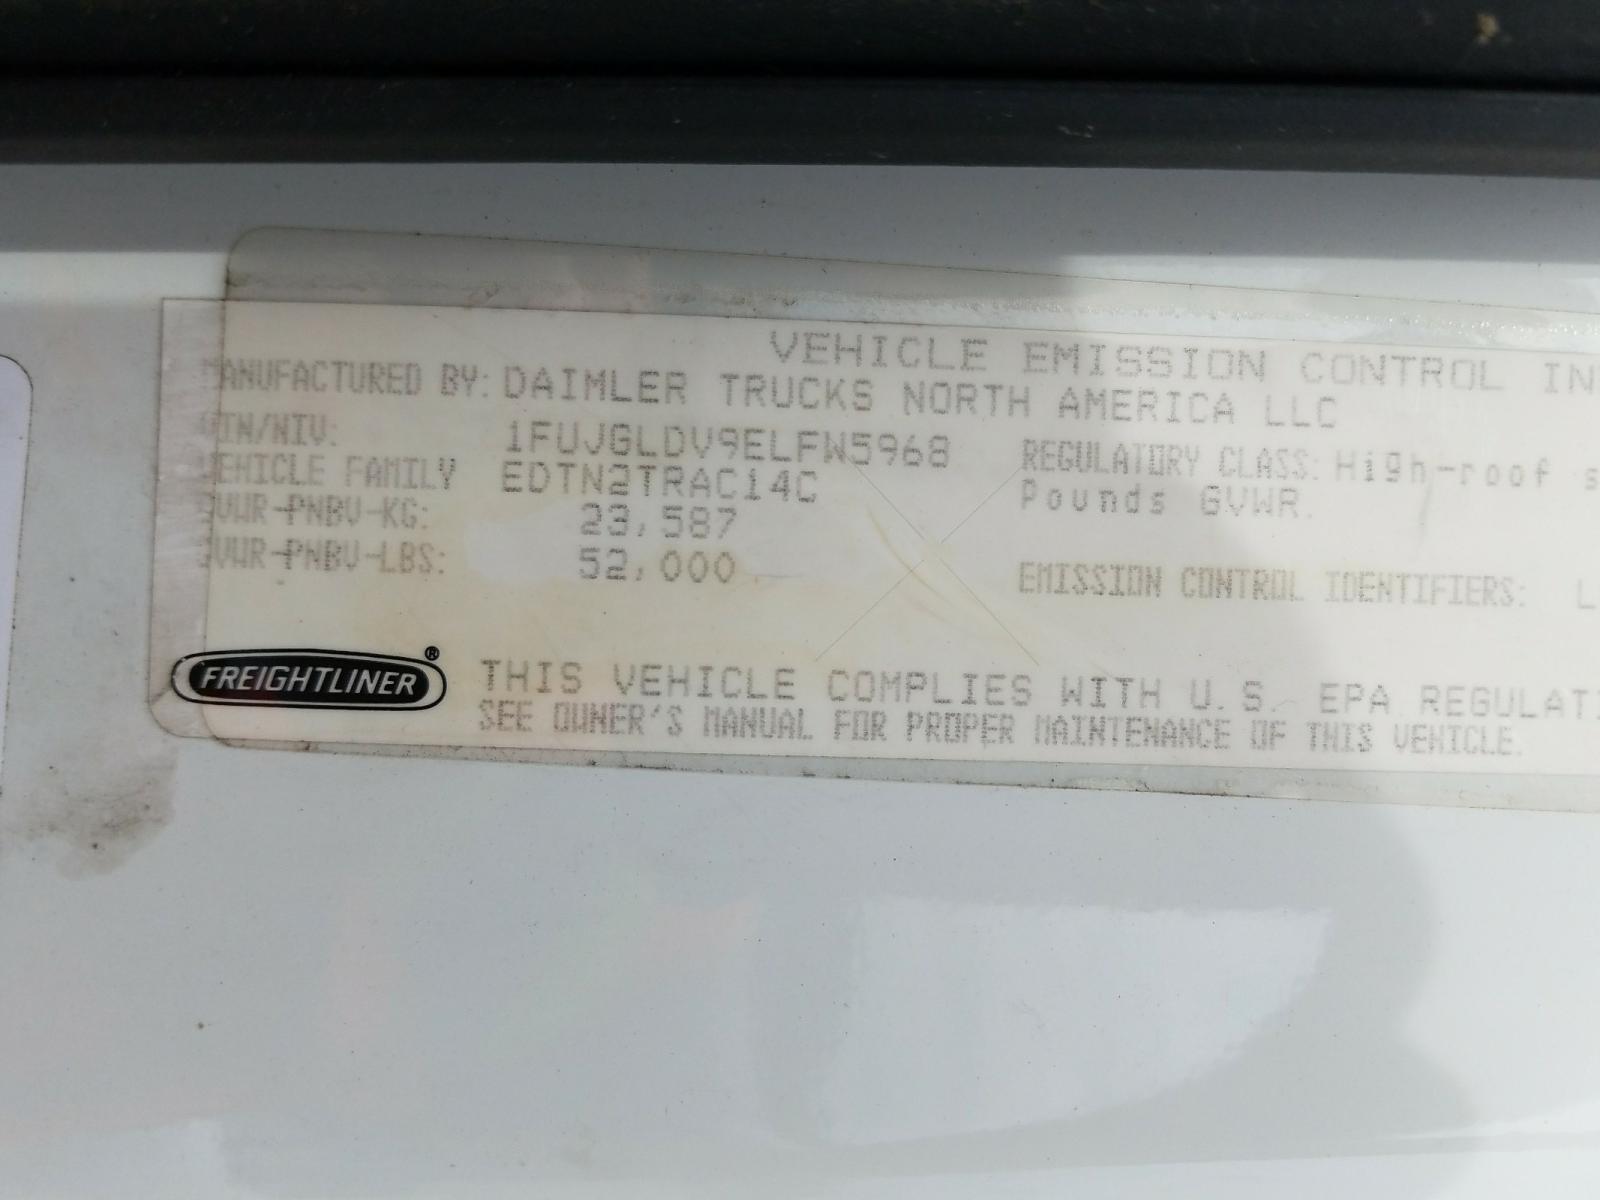 VEHICLE EMISSION CONTROL IN
MANUFACTURED BY: DAIMLER TRUCKS NORTH AMERICA LLC
VIN/NIV: 1FUJGLDV9ELFW5968
VEHICLE FAMILY EDTN2TRAC14C
GVWR-PNBV-KG: 23,587
GVWR-PNBV-LBS: 52,000
REGULATORY CLASS: High-roof s
Pounds GVWR.
EMISSION CONTROL IDENTIFIERS: L
FREIGHTLINER®
THIS VEHICLE COMPLIES WITH U.S. EPA REGULATI
SEE OWNER'S MANUAL FOR PROPER MAINTENANCE OF THIS VEHICLE.